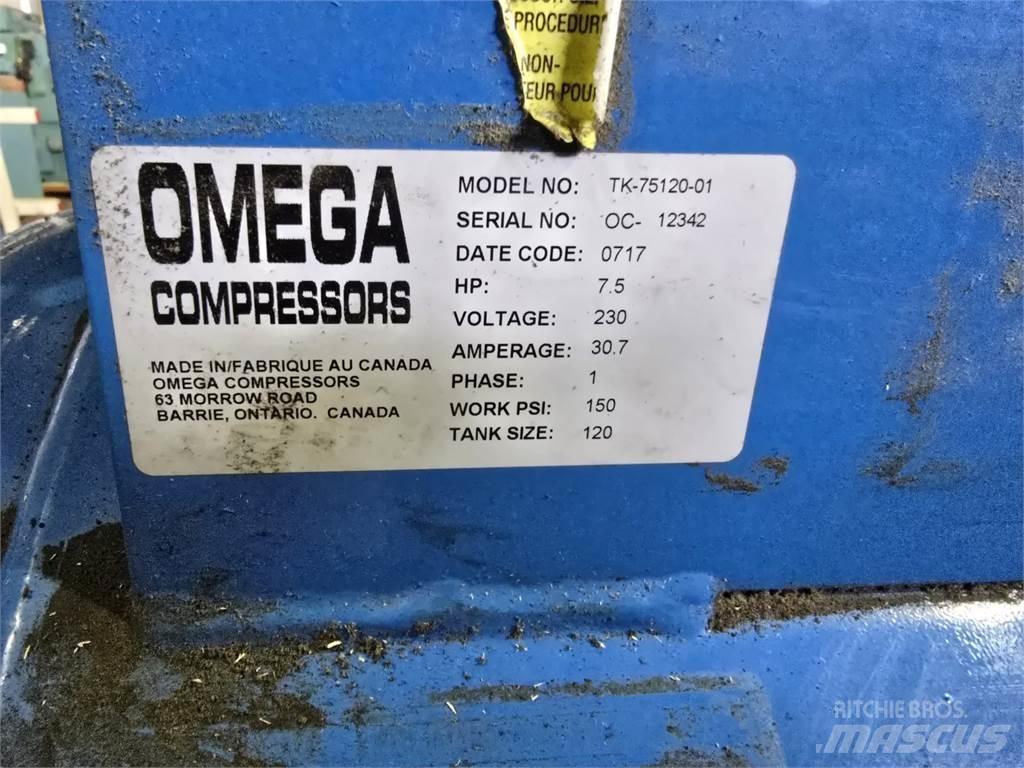 PROCEDUR
NON-
TEUR POU
OMEGA
COMPRESSORS
MADE IN/FABRIQUE AU CANADA
OMEGA COMPRESSORS
63 MORROW ROAD
BARRIE, ONTARIO. CANADA
MODEL NO: TK-75120-01
SERIAL NO: OC- 12342
DATE CODE: 0717
HP: 7.5
VOLTAGE: 230
AMPERAGE: 30.7
PHASE: 1
WORK PSI: 150
TANK SIZE: 120
RITCHIE BROS.
MASCUS